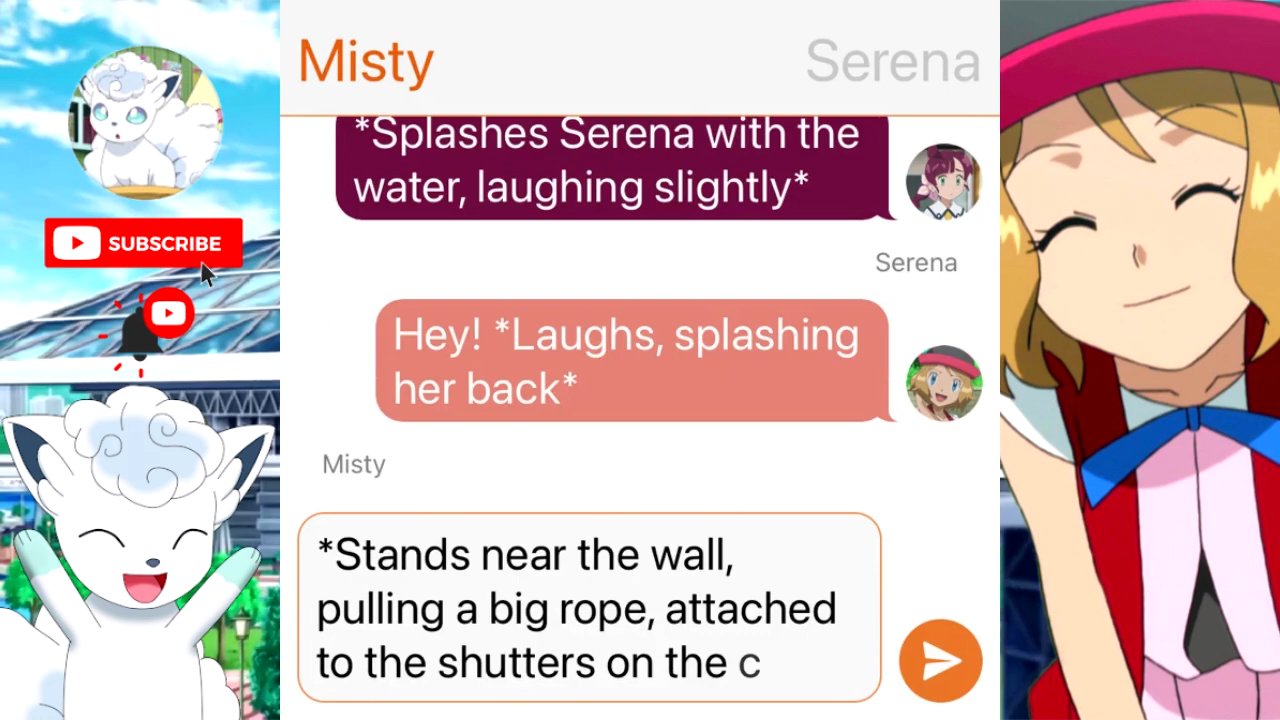 Misty
Serena
*Splashes Serena with the
water, laughing slightly*
SUBSCRIBE
Serena
Hey! *Laughs, splashing
her back*
Misty
*Stands near the wall,
pulling a big rope, attached
to the shutters on the c